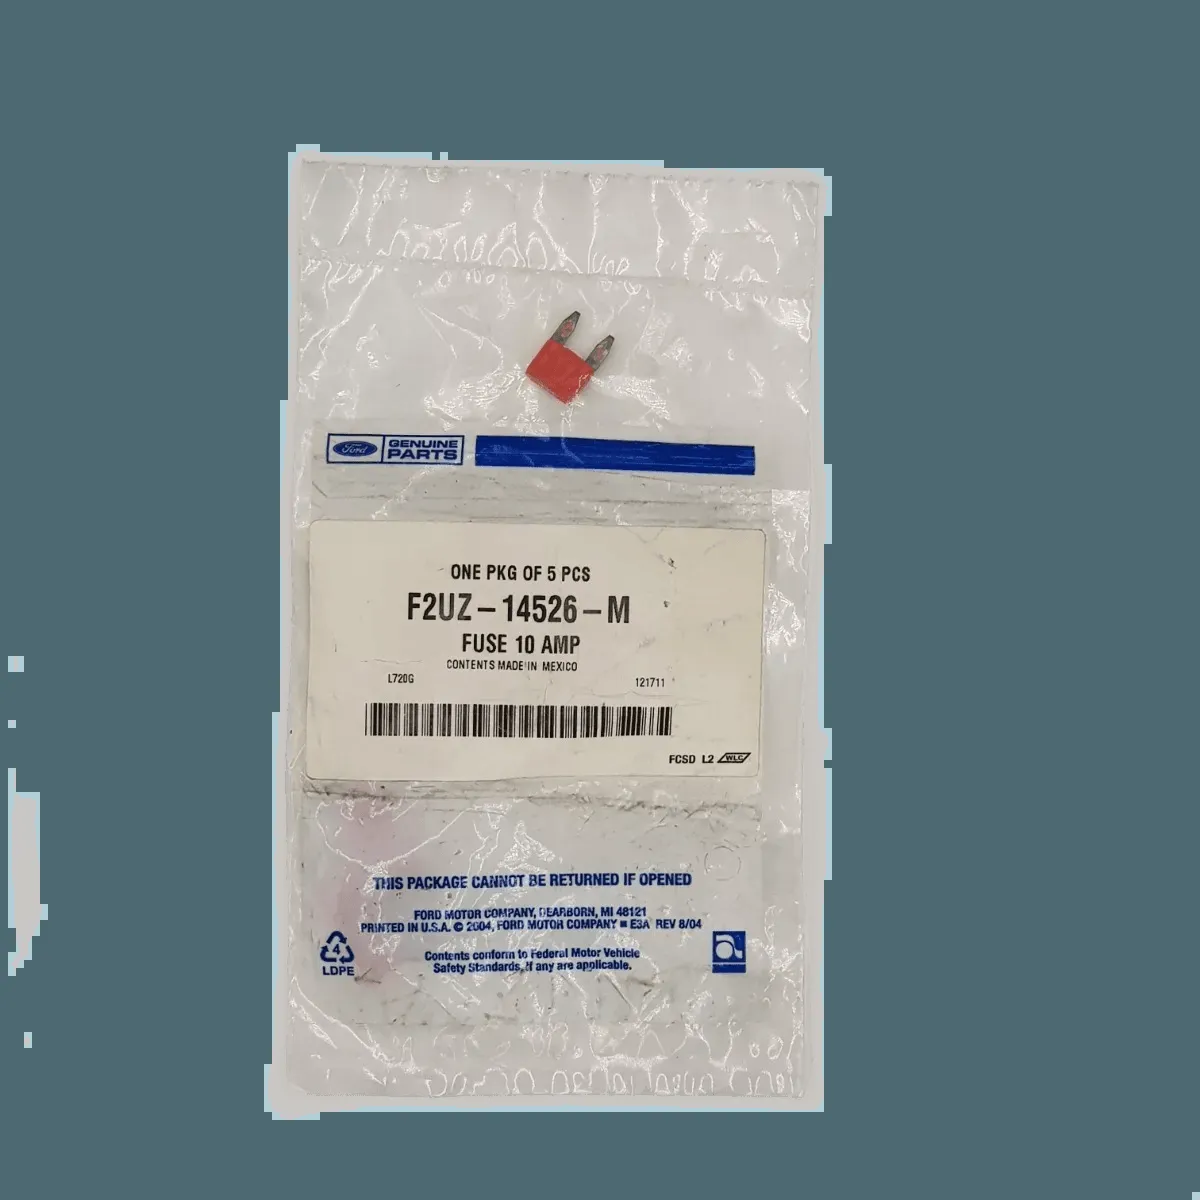 Ford
GENUINE
PARTS
ONE PKG OF 5 PCS
F2UZ-14526-M
FUSE 10 AMP
CONTENTS MADE IN MEXICO
L720G 121711
FCSD L2 WLC
THIS PACKAGE CANNOT BE RETURNED IF OPENED
FORD MOTOR COMPANY, DEARBORN, MI 48121
PRINTED IN U.S.A. © 2004, FORD MOTOR COMPANY ■ E3A REV 8/04
Contents conform to Federal Motor Vehicle
Safety Standards, if any are applicable.
4
LDPE